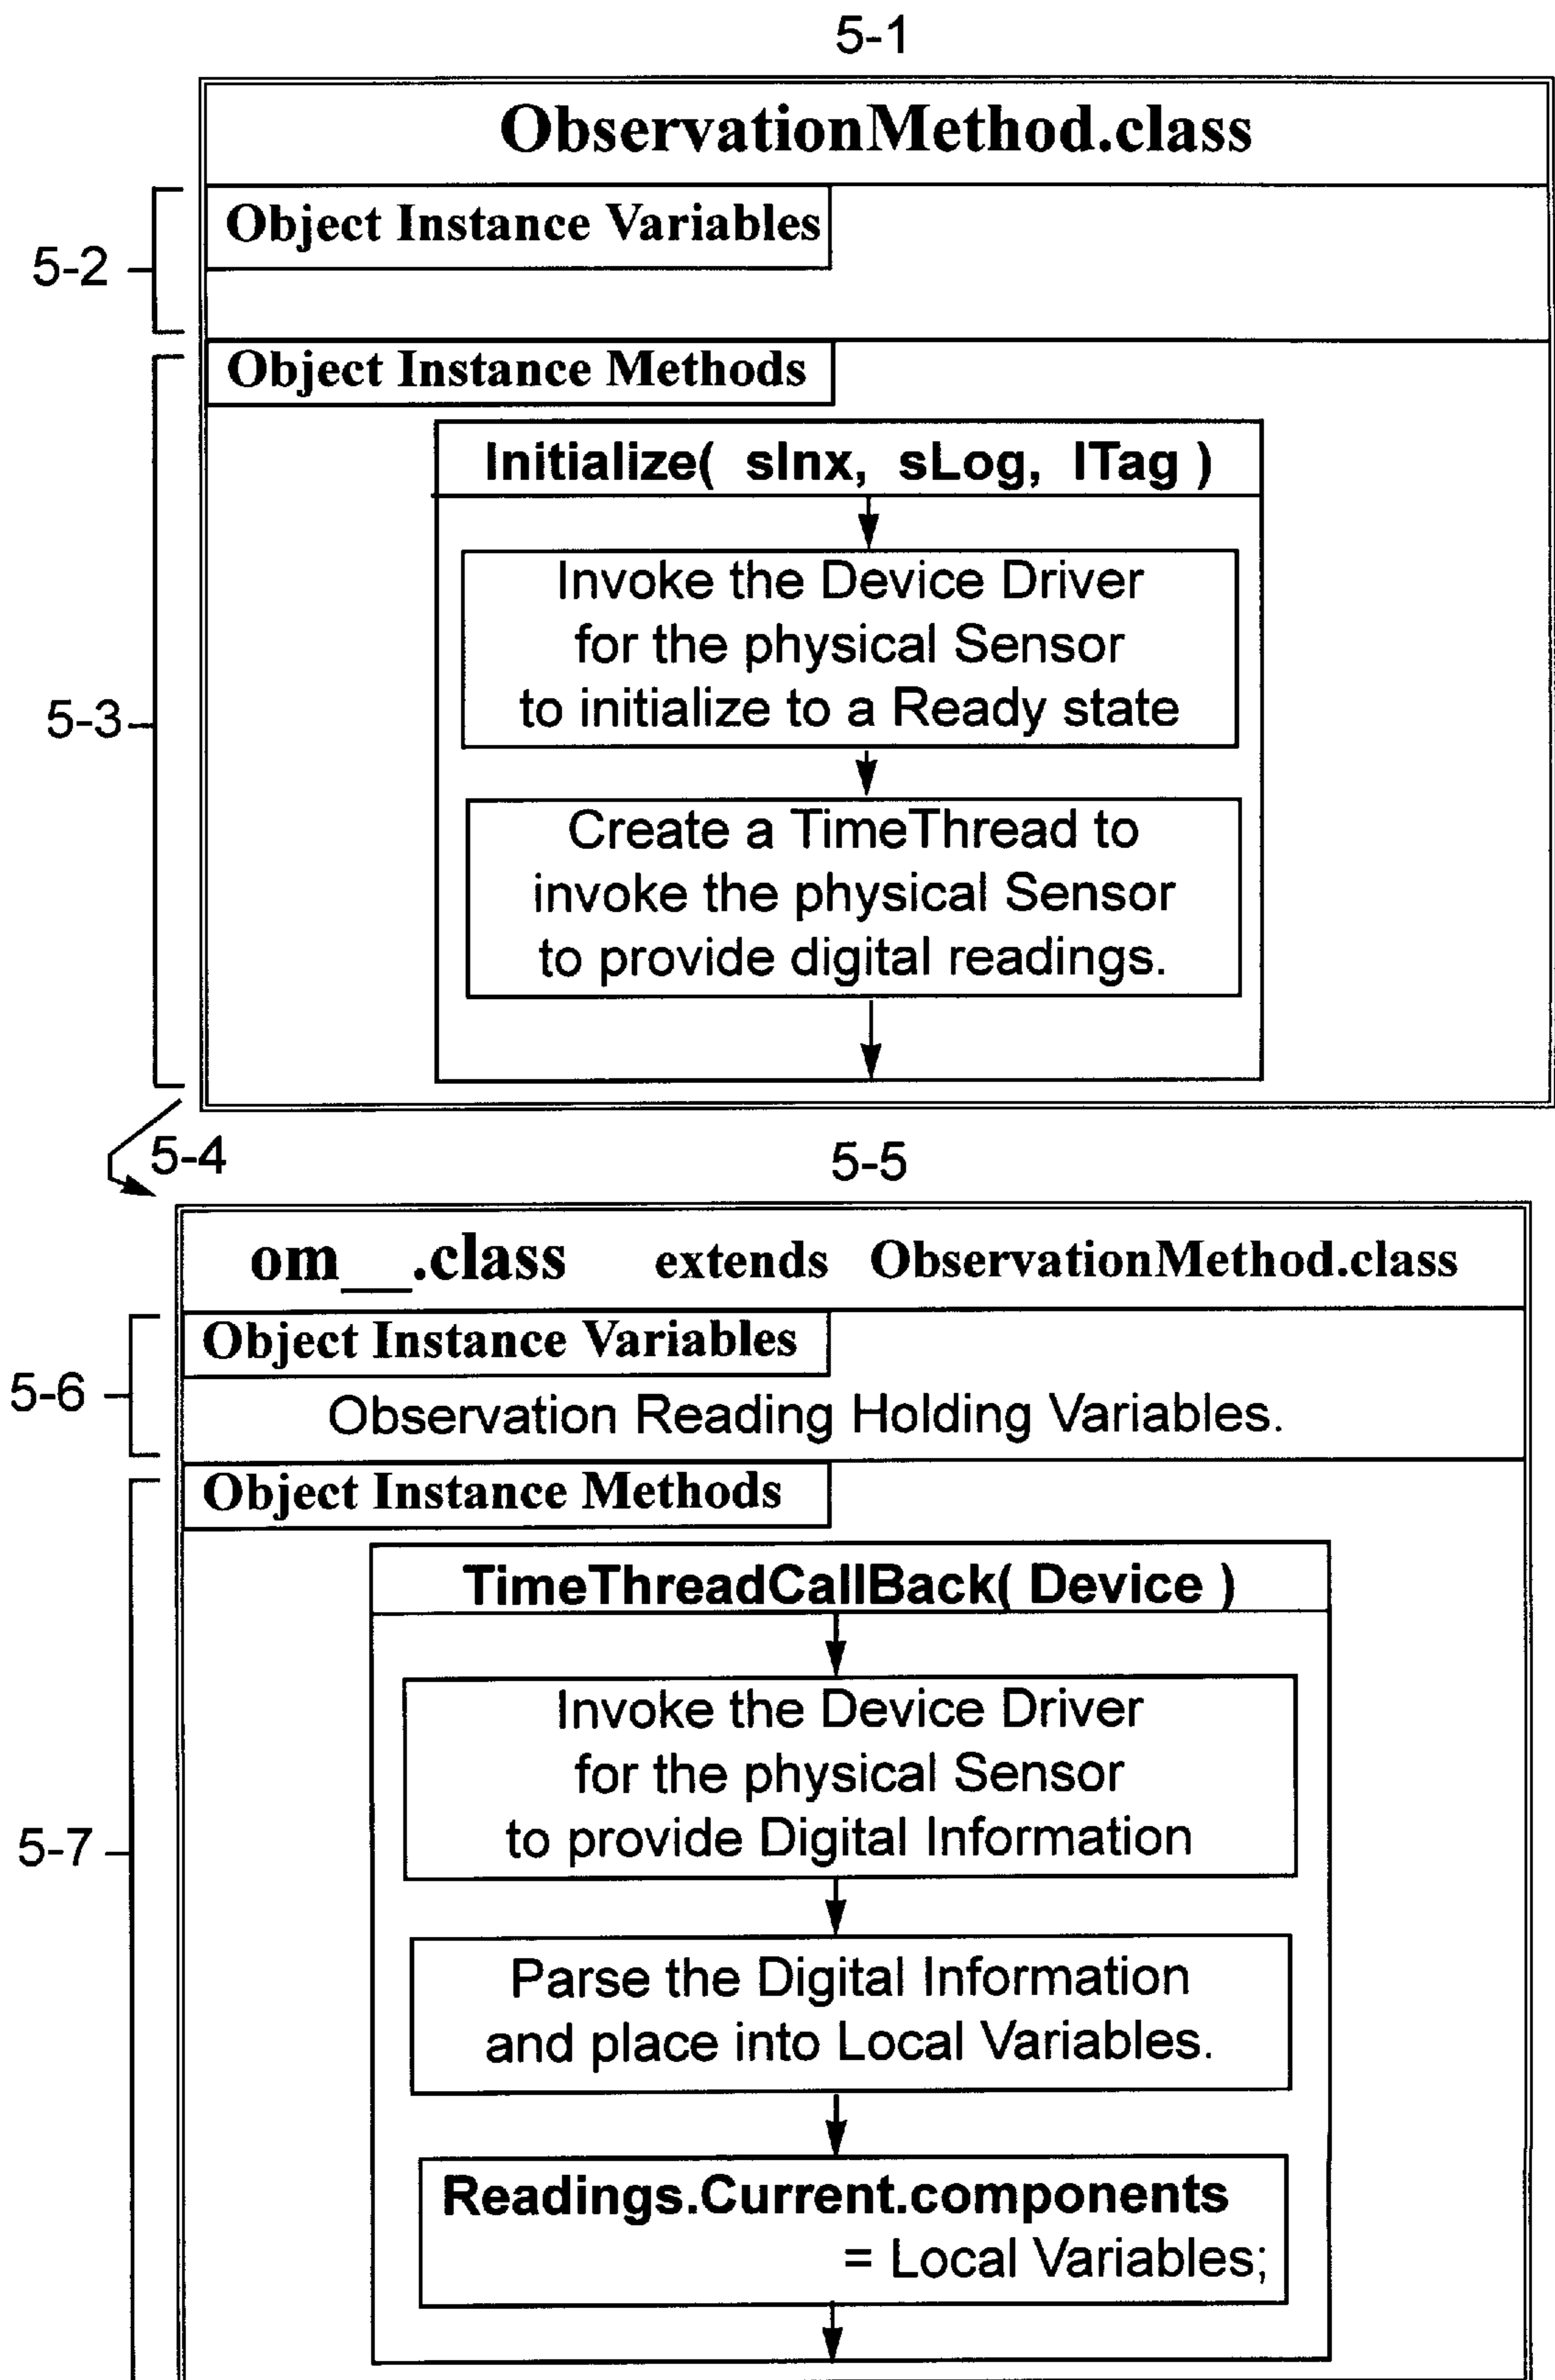 5-1
ObservationMethod.class
Object Instance Variables
5-2
Object Instance Methods
Initialize( sInx, sLog, lTag )
Invoke the Device Driver
for the physical Sensor
to initialize to a Ready state
5-3
Create a TimeThread to
invoke the physical Sensor
to provide digital readings.
5-4
5-5
om__.class extends ObservationMethod.class
Object Instance Variables
5-6
Observation Reading Holding Variables.
Object Instance Methods
TimeThreadCallBack( Device )
Invoke the Device Driver
for the physical Sensor
to provide Digital Information
5-7
Parse the Digital Information
and place into Local Variables.
Readings.Current.components
= Local Variables;